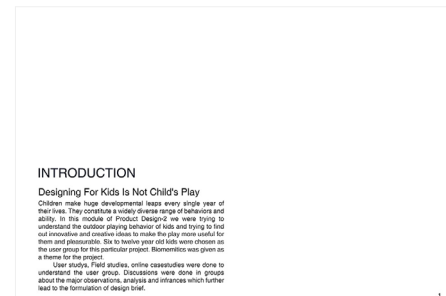 INTRODUCTION
Designing For Kids Is Not Child's Play
Children make huge developmental leaps every single year of
their lives. They constitute a widely diverse range of behaviors and
ability. In this module of Product Design-2 we were trying to
understand the outdoor playing behavior of kids and trying to find
out innovative and creative ideas to make the play more useful for
them and pleasurable. Six to twelve year old kids were chosen as
the user group for this particular project. Biomemitics was given as
a theme for the project.
User studys, Field studies, online casestudies were done to
understand the user group. Discussions were done in groups
about the major observations, analysis and infrances which further
lead to the formulation of design brief.
1